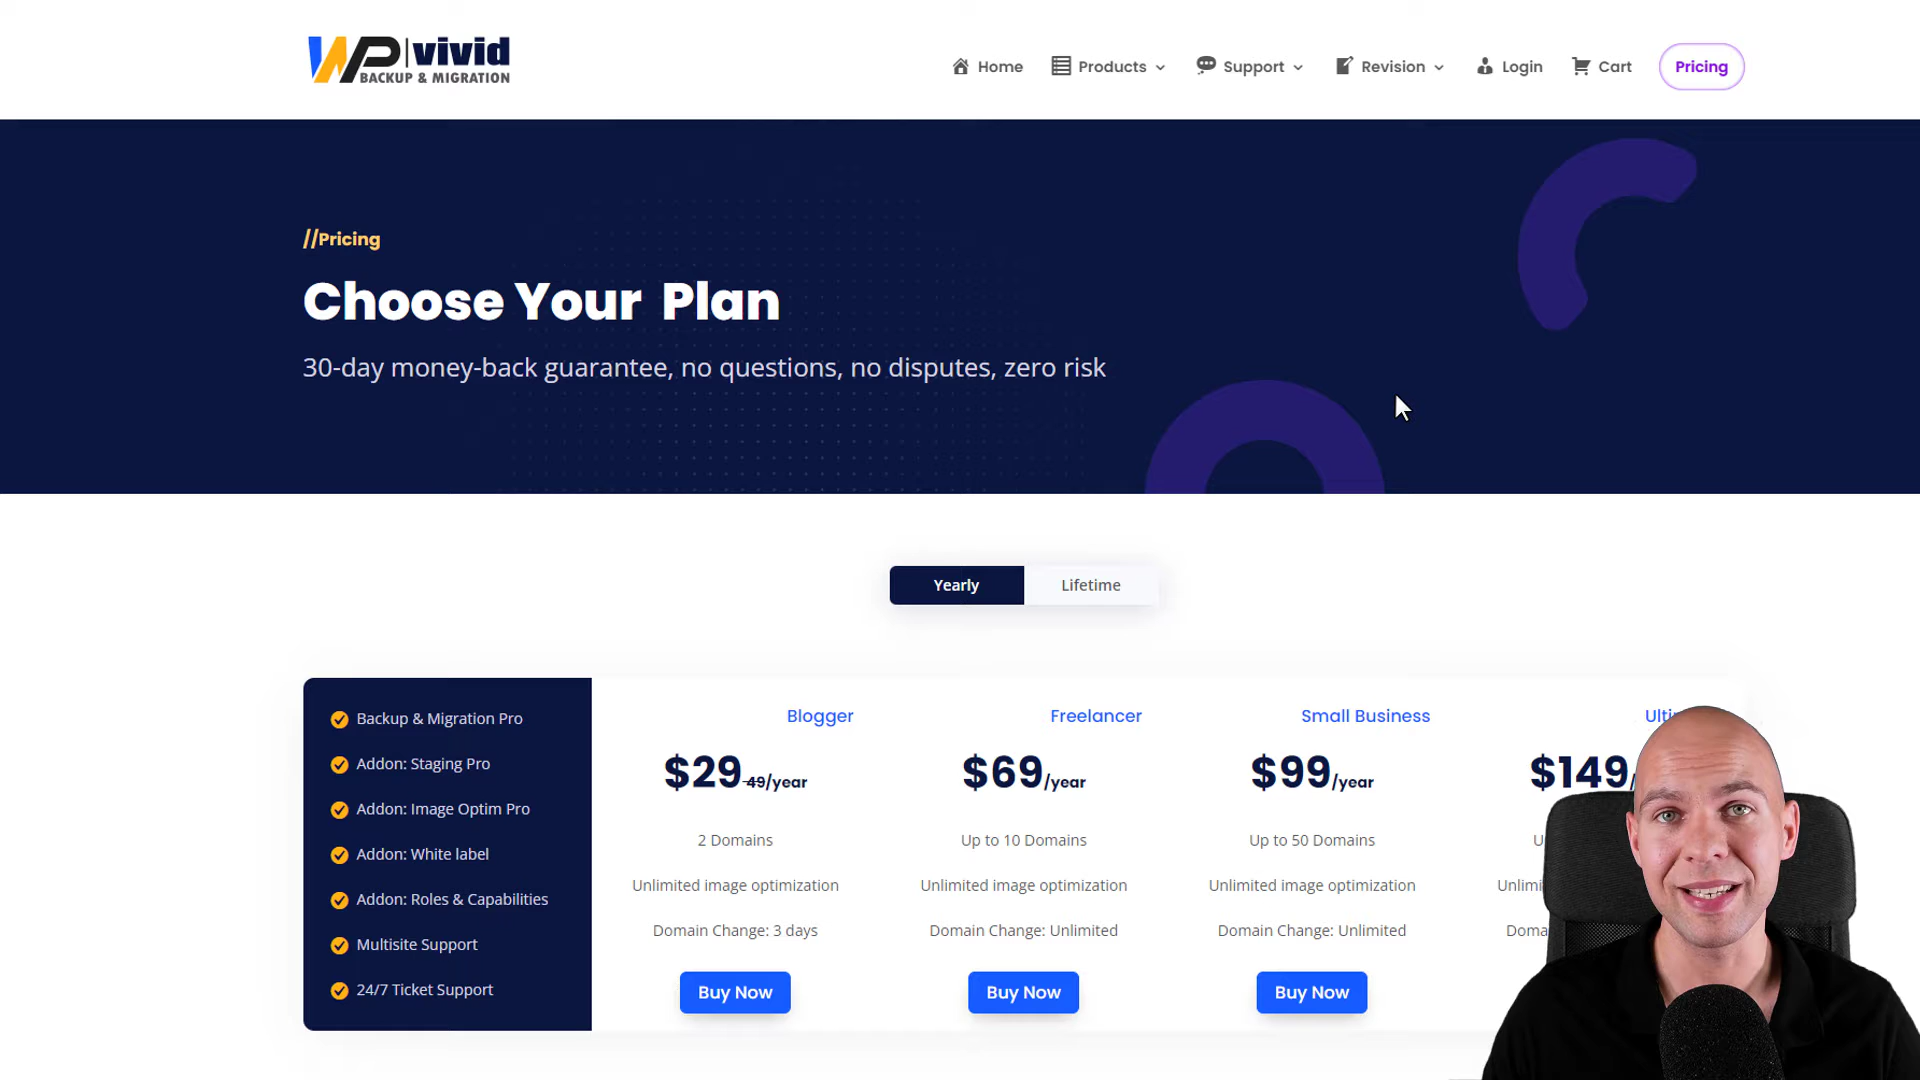 WP|vivid
BACKUP & MIGRATION
Home
Products
Support
Revision
Login
Cart
Pricing
//Pricing
Choose Your Plan
30-day money-back guarantee, no questions, no disputes, zero risk
Yearly
Lifetime
Backup & Migration Pro
Addon: Staging Pro
Addon: Image Optim Pro
Addon: White label
Addon: Roles & Capabilities
Multisite Support
24/7 Ticket Support
Blogger
$29 49/year
2 Domains
Unlimited image optimization
Domain Change: 3 days
Buy Now
Freelancer
$69/year
Up to 10 Domains
Unlimited image optimization
Domain Change: Unlimited
Buy Now
Small Business
$99/year
Up to 50 Domains
Unlimited image optimization
Domain Change: Unlimited
Buy Now
$149/